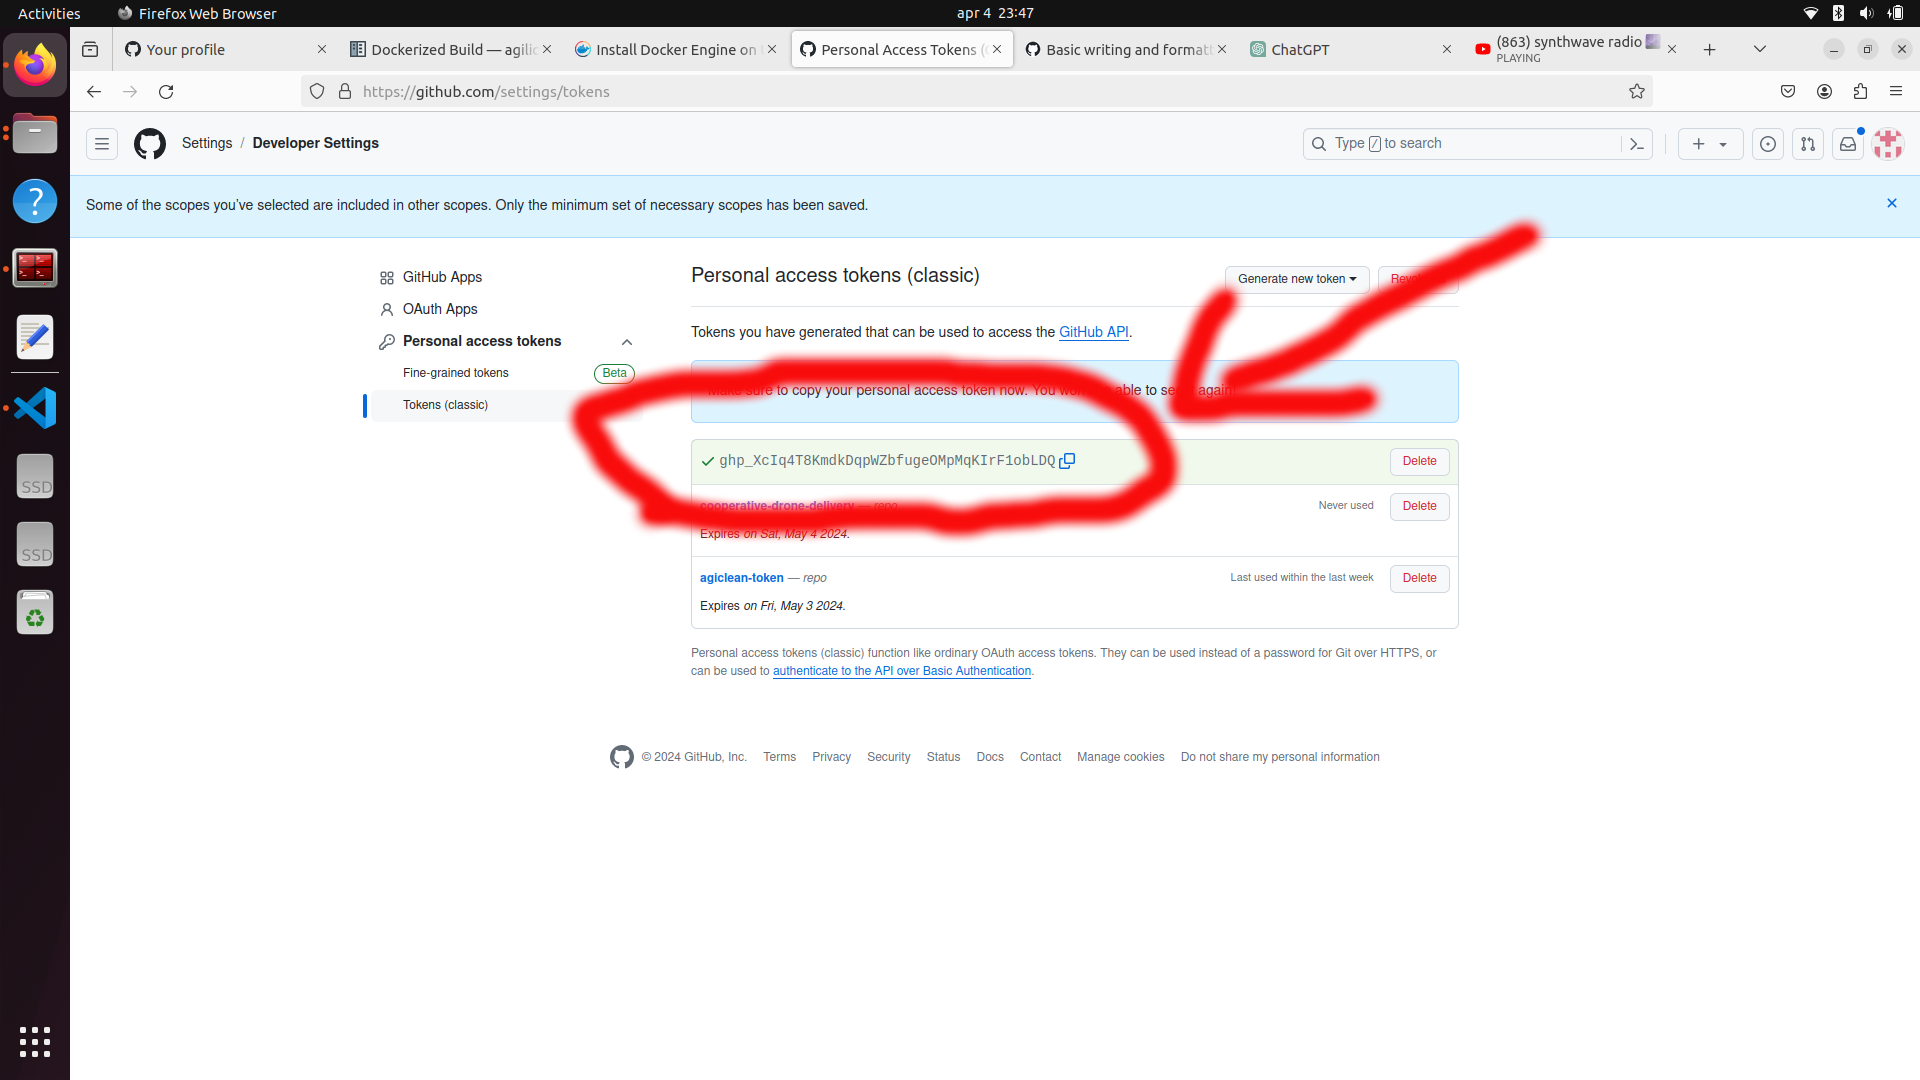 Activities
Firefox Web Browser
apr 4 23:47
Your profile
Dockerized Build — agili
Install Docker Engine on
Personal Access Tokens (
Basic writing and formatt
ChatGPT
(863) synthwave radio
PLAYING
https://github.com/settings/tokens
Settings / Developer Settings
Type / to search
Some of the scopes you've selected are included in other scopes. Only the minimum set of necessary scopes has been saved.
GitHub Apps
OAuth Apps
Personal access tokens
Fine-grained tokens
Beta
Tokens (classic)
Personal access tokens (classic)
Generate new token
Tokens you have generated that can be used to access the GitHub API.
Make sure to copy your personal access token now. You able to see again
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
Delete
cooperative-drone-delivery — repo
Never used
Delete
Expires on Sat, May 4 2024.
agiclean-token — repo
Last used within the last week
Delete
Expires on Fri, May 3 2024.
Personal access tokens (classic) function like ordinary OAuth access tokens. They can be used instead of a password for Git over HTTPS, or
can be used to authenticate to the API over Basic Authentication.
© 2024 GitHub, Inc.
Terms
Privacy
Security
Status
Docs
Contact
Manage cookies
Do not share my personal information
SSD
SSD